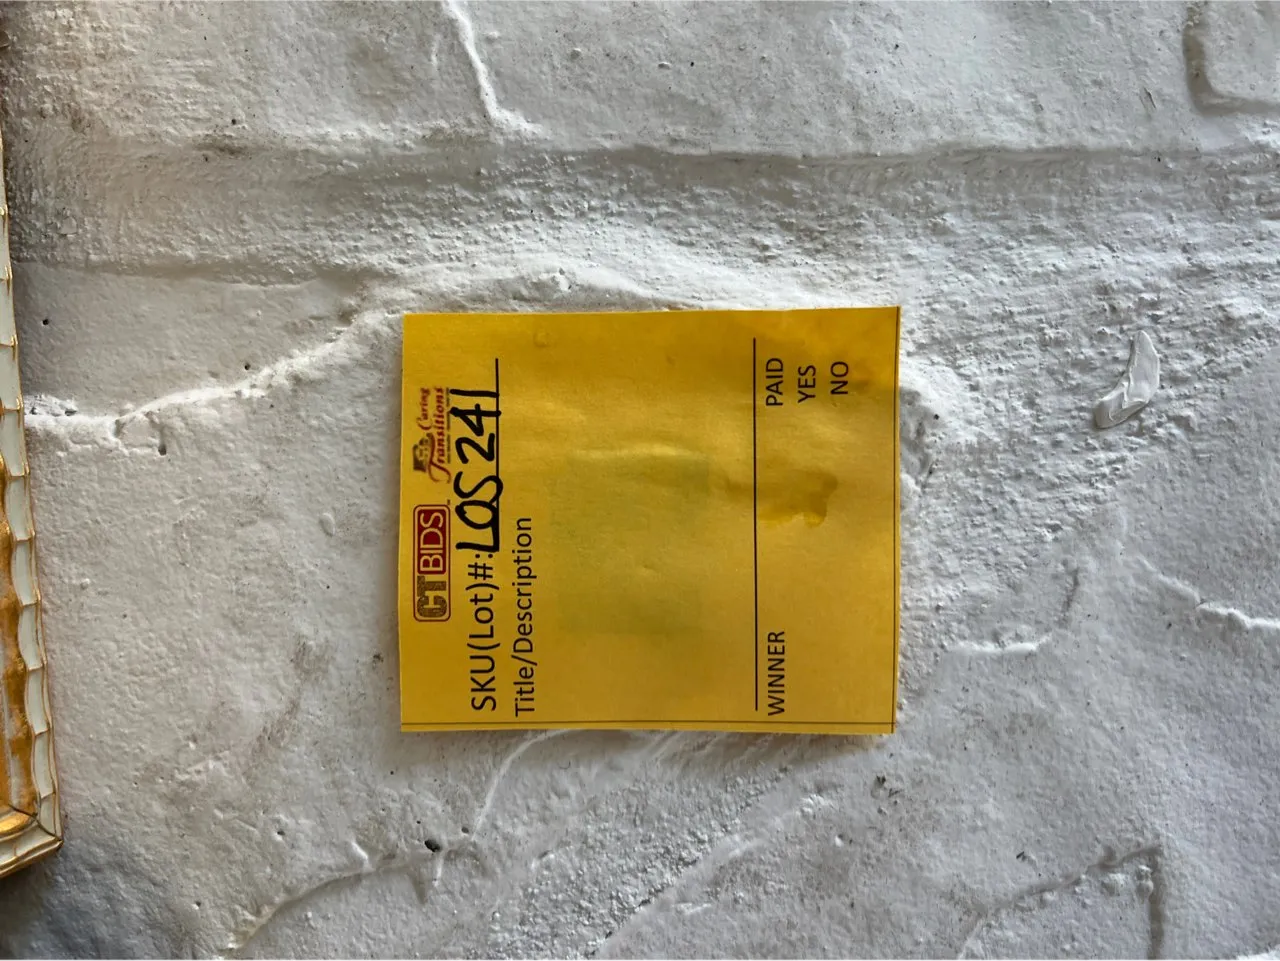 CTBIDS Caring Transitions
SKU(Lot)#: LOS 241
Title/Description
WINNER PAID
YES
NO